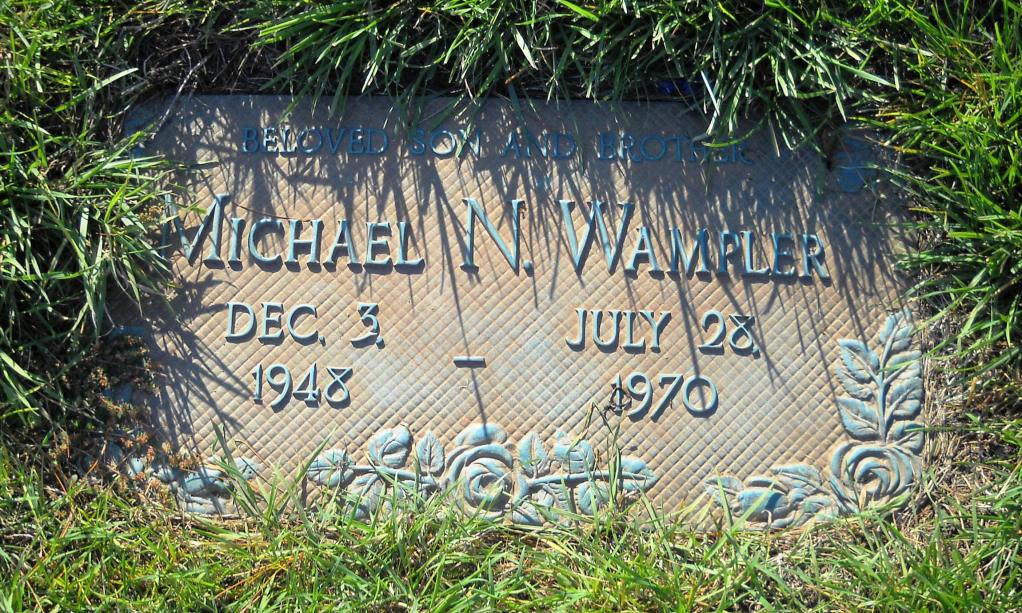 BELOVED SON AND BROTHER
MICHAEL N. WAMPLER
DEC. 3, JULY 28,
1948 – 1970